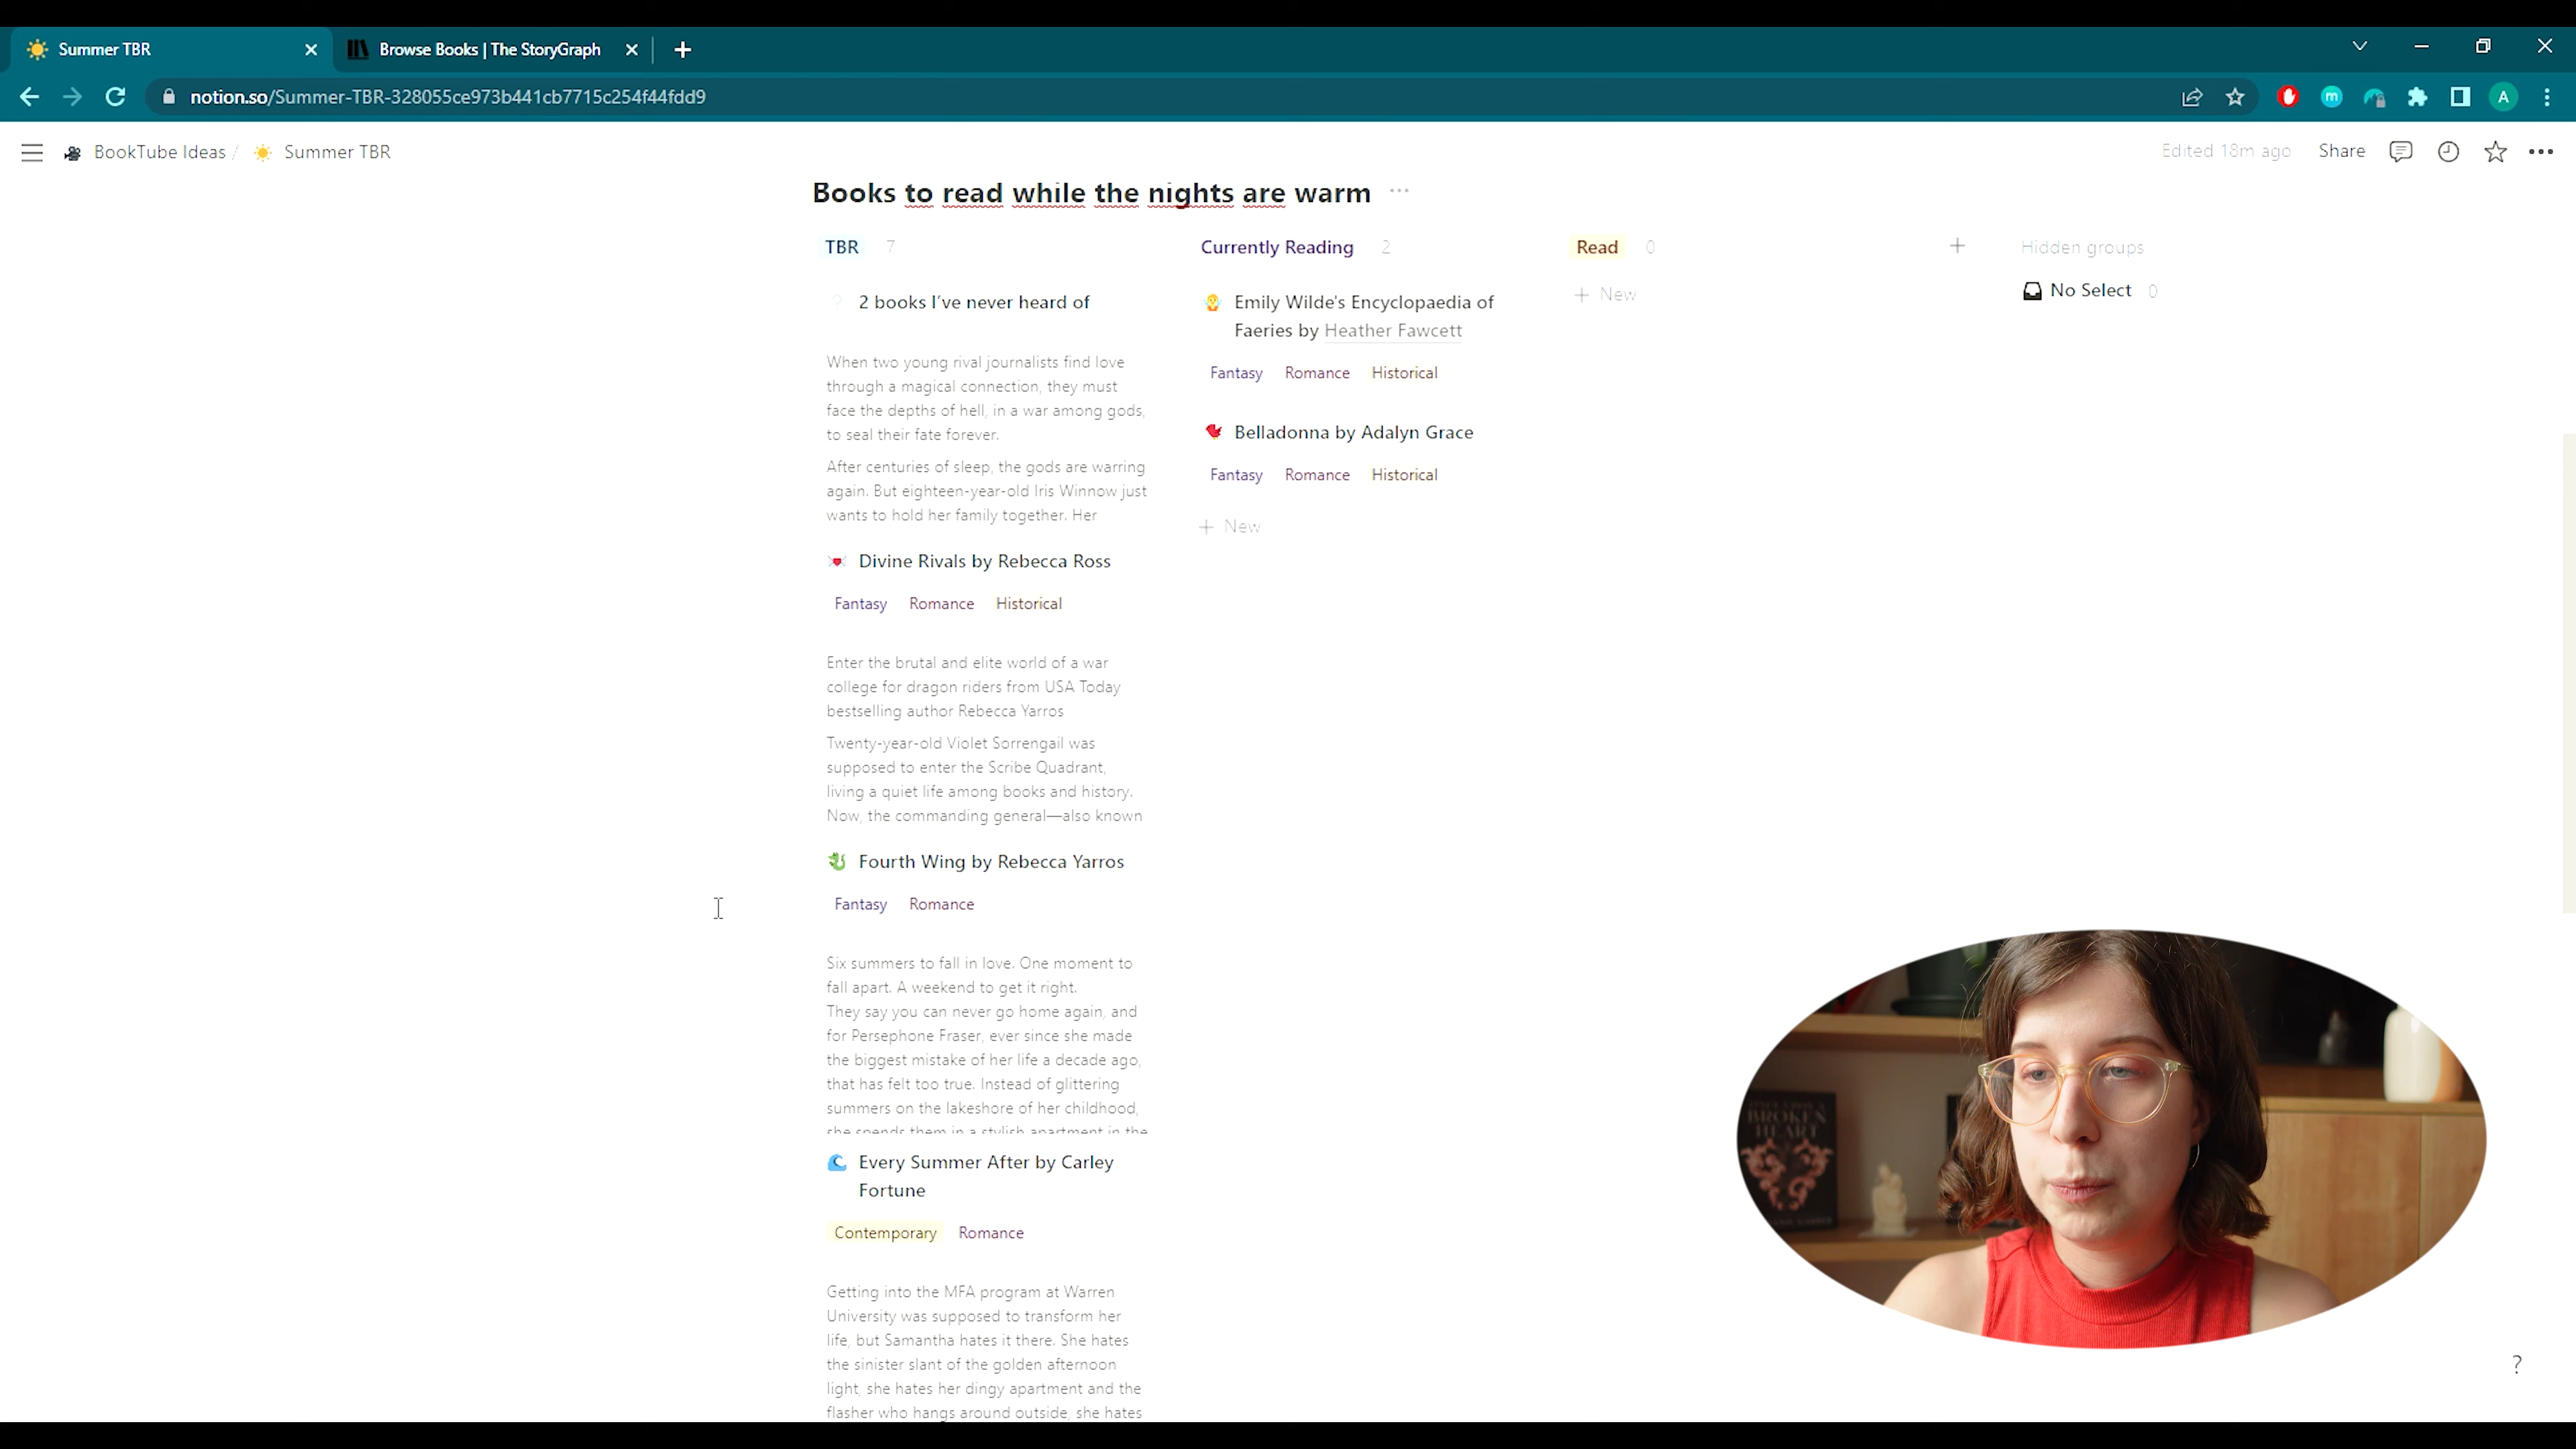 Summer TBR
Browse Books | The StoryGraph
notion.so/Summer-TBR-328055ce973b441cb7715c254f44fdd9
m
A
BookTube Ideas / Summer TBR
Edited 18m ago
Share
Books to read while the nights are warm
TBR 7
2 books I've never heard of
When two young rival journalists find love
through a magical connection, they must
face the depths of hell, in a war among gods,
to seal their fate forever.
After centuries of sleep, the gods are warring
again. But eighteen-year-old Iris Winnow just
wants to hold her family together. Her
Divine Rivals by Rebecca Ross
Fantasy Romance Historical
Enter the brutal and elite world of a war
college for dragon riders from USA Today
bestselling author Rebecca Yarros
Twenty-year-old Violet Sorrengail was
supposed to enter the Scribe Quadrant,
living a quiet life among books and history.
Now, the commanding general—also known
Fourth Wing by Rebecca Yarros
Fantasy Romance
Six summers to fall in love. One moment to
fall apart. A weekend to get it right.
They say you can never go home again, and
for Persephone Fraser, ever since she made
the biggest mistake of her life a decade ago,
that has felt too true. Instead of glittering
summers on the lakeshore of her childhood,
she spends them in a stylish apartment in the
Every Summer After by Carley
Fortune
Contemporary Romance
Getting into the MFA program at Warren
University was supposed to transform her
life, but Samantha hates it there. She hates
the sinister slant of the golden afternoon
light, she hates her dingy apartment and the
flasher who hangs around outside, she hates
Currently Reading 2
Emily Wilde's Encyclopaedia of
Faeries by Heather Fawcett
Fantasy Romance Historical
Belladonna by Adalyn Grace
Fantasy Romance Historical
+ New
Read 0
+ New
Hidden groups
No Select 0
BROKEN
HEART
?